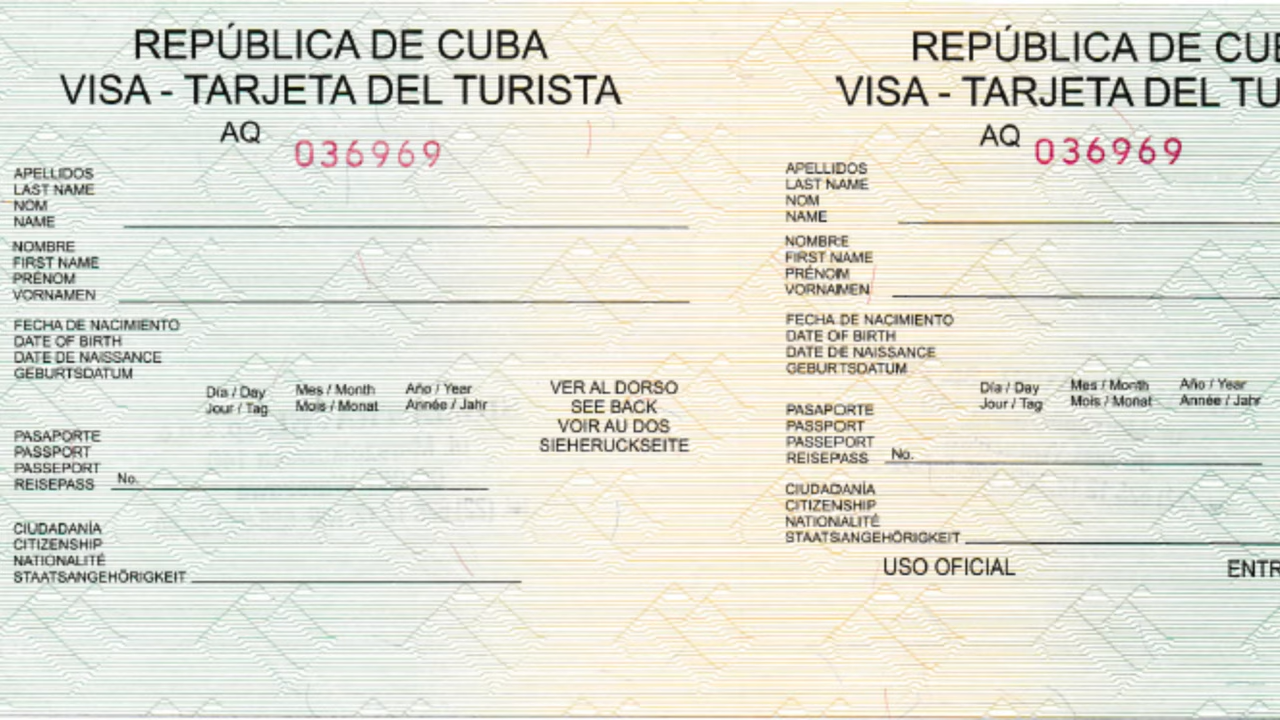 REPÚBLICA DE CUBA
VISA - TARJETA DEL TURISTA
AQ 036969
APELLIDOS
LAST NAME
NOM
NAME
NOMBRE
FIRST NAME
PRÉNOM
VORNAMEN
FECHA DE NACIMIENTO
DATE OF BIRTH
DATE DE NAISSANCE
GEBURTSDATUM
Día / Day Mes / Month Año / Year
Jour / Tag Mois / Monat Année / Jahr
VER AL DORSO
SEE BACK
VOIR AU DOS
SIEHERUCKSEITE
PASAPORTE
PASSPORT
PASSEPORT
REISEPASS No.
CIUDADANÍA
CITIZENSHIP
NATIONALITÉ
STAATSANGEHÖRIGKEIT
REPÚBLICA DE CUB
VISA - TARJETA DEL TU
AQ 036969
APELLIDOS
LAST NAME
NOM
NAME
NOMBRE
FIRST NAME
PRÉNOM
VORNAMEN
FECHA DE NACIMIENTO
DATE OF BIRTH
DATE DE NAISSANCE
GEBURTSDATUM
Día / Day Mes / Month Año / Year
Jour / Tag Mois / Monat Année / Jahr
PASAPORTE
PASSPORT
PASSEPORT
REISEPASS No.
CIUDADANÍA
CITIZENSHIP
NATIONALITÉ
STAATSANGEHÖRIGKEIT
USO OFICIAL ENTR